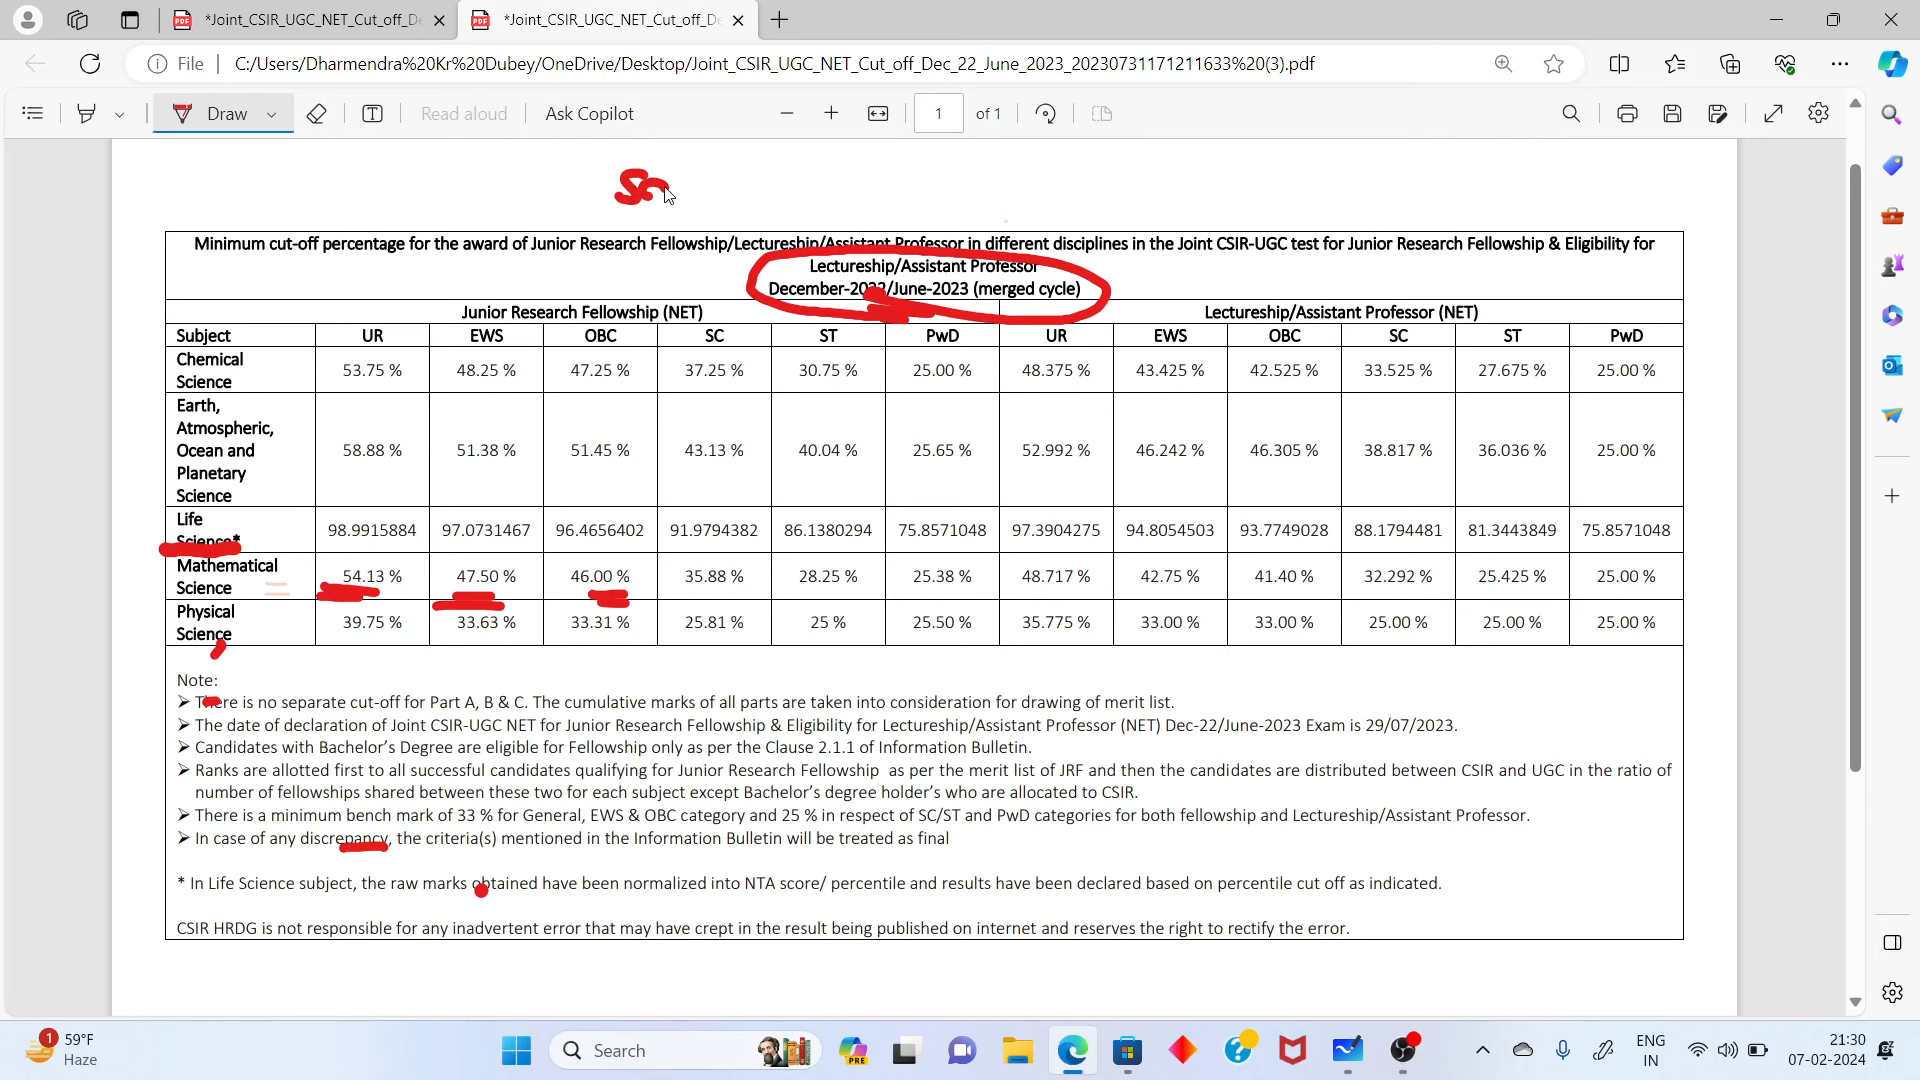 *Joint_CSIR_UGC_NET_Cut_off_De
*Joint_CSIR_UGC_NET_Cut_off_De
File
C:/Users/Dharmendra%20Kr%20Dubey/OneDrive/Desktop/Joint_CSIR_UGC_NET_Cut_off_Dec_22_June_2023_20230731171211633%20(3).pdf
Draw
Read aloud
Ask Copilot
1 of 1
Minimum cut-off percentage for the award of Junior Research Fellowship/Lectureship/Assistant Professor in different disciplines in the Joint CSIR-UGC test for Junior Research Fellowship & Eligibility for
Lectureship/Assistant Professor
December-2022/June-2023 (merged cycle)
Junior Research Fellowship (NET) Lectureship/Assistant Professor (NET)
Subject UR EWS OBC SC ST PwD UR EWS OBC SC ST PwD
Chemical
Science 53.75 % 48.25 % 47.25 % 37.25 % 30.75 % 25.00 % 48.375 % 43.425 % 42.525 % 33.525 % 27.675 % 25.00 %
Earth,
Atmospheric,
Ocean and 58.88 % 51.38 % 51.45 % 43.13 % 40.04 % 25.65 % 52.992 % 46.242 % 46.305 % 38.817 % 36.036 % 25.00 %
Planetary
Science
Life
Science* 98.9915884 97.0731467 96.4656402 91.9794382 86.1380294 75.8571048 97.3904275 94.8054503 93.7749028 88.1794481 81.3443849 75.8571048
Mathematical
Science 54.13 % 47.50 % 46.00 % 35.88 % 28.25 % 25.38 % 48.717 % 42.75 % 41.40 % 32.292 % 25.425 % 25.00 %
Physical
Science 39.75 % 33.63 % 33.31 % 25.81 % 25 % 25.50 % 35.775 % 33.00 % 33.00 % 25.00 % 25.00 % 25.00 %
Note:
➢ There is no separate cut-off for Part A, B & C. The cumulative marks of all parts are taken into consideration for drawing of merit list.
➢ The date of declaration of Joint CSIR-UGC NET for Junior Research Fellowship & Eligibility for Lectureship/Assistant Professor (NET) Dec-22/June-2023 Exam is 29/07/2023.
➢ Candidates with Bachelor's Degree are eligible for Fellowship only as per the Clause 2.1.1 of Information Bulletin.
➢ Ranks are allotted first to all successful candidates qualifying for Junior Research Fellowship as per the merit list of JRF and then the candidates are distributed between CSIR and UGC in the ratio of
number of fellowships shared between these two for each subject except Bachelor's degree holder's who are allocated to CSIR.
➢ There is a minimum bench mark of 33 % for General, EWS & OBC category and 25 % in respect of SC/ST and PwD categories for both fellowship and Lectureship/Assistant Professor.
➢ In case of any discrepancy, the criteria(s) mentioned in the Information Bulletin will be treated as final
* In Life Science subject, the raw marks obtained have been normalized into NTA score/ percentile and results have been declared based on percentile cut off as indicated.
CSIR HRDG is not responsible for any inadvertent error that may have crept in the result being published on internet and reserves the right to rectify the error.
1
59°F
Haze
Search
PRE
ENG
IN
21:30
07-02-2024